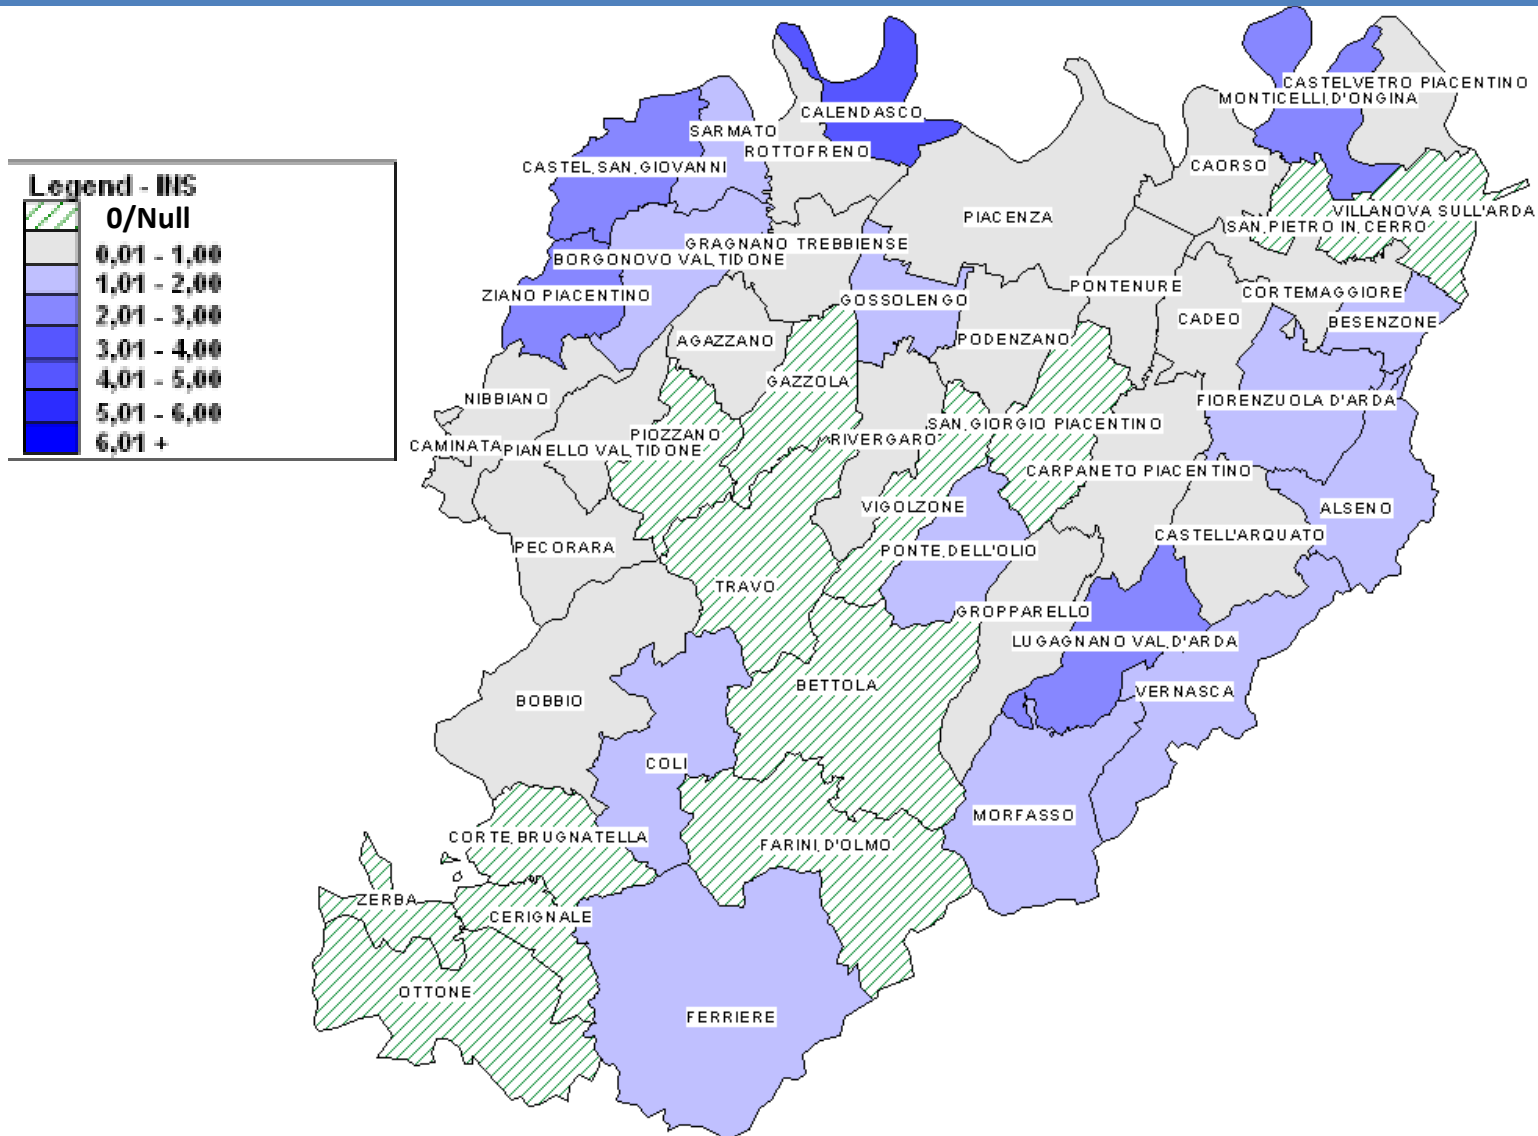 Legend - INS
0/Null
0,01 - 1,00
1,01 - 2,00
2,01 - 3,00
3,01 - 4,00
4,01 - 5,00
5,01 - 6,00
6,01 +
CASTELVETRO PIACENTINO
MONTICELLI,D'ONGINA
CALENDASCO
SARMATO
ROTTOFRENO
CASTEL,SAN,GIOVANNI
CAORSO
PIACENZA
VILLANOVA SULL'ARDA
SAN,PIETRO IN,CERRO
GRAGNANO TREBBIENSE
BORGONOVO VAL,TIDONE
ZIANO PIACENTINO
GOSSOLENGO
PONTENURE
CORTEMAGGIORE
CADEO
BESENZONE
AGAZZANO
PODENZANO
GAZZOLA
NIBBIANO
FIORENZUOLA D'ARDA
SAN,GIORGIO PIACENTINO
PIOZZANO
RIVERGARO
CAMINATA
PIANELLO VAL,TIDONE
CARPANETO PIACENTINO
VIGOLZONE
ALSENO
CASTELL'ARQUATO
PECORARA
PONTE,DELL'OLIO
TRAVO
GROPPARELLO
LUGAGNANO VAL,D'ARDA
BETTOLA
VERNASCA
BOBBIO
COLI
MORFASSO
CORTE,BRUGNATELLA
FARINI,D'OLMO
ZERBA
CERIGNALE
OTTONE
FERRIERE